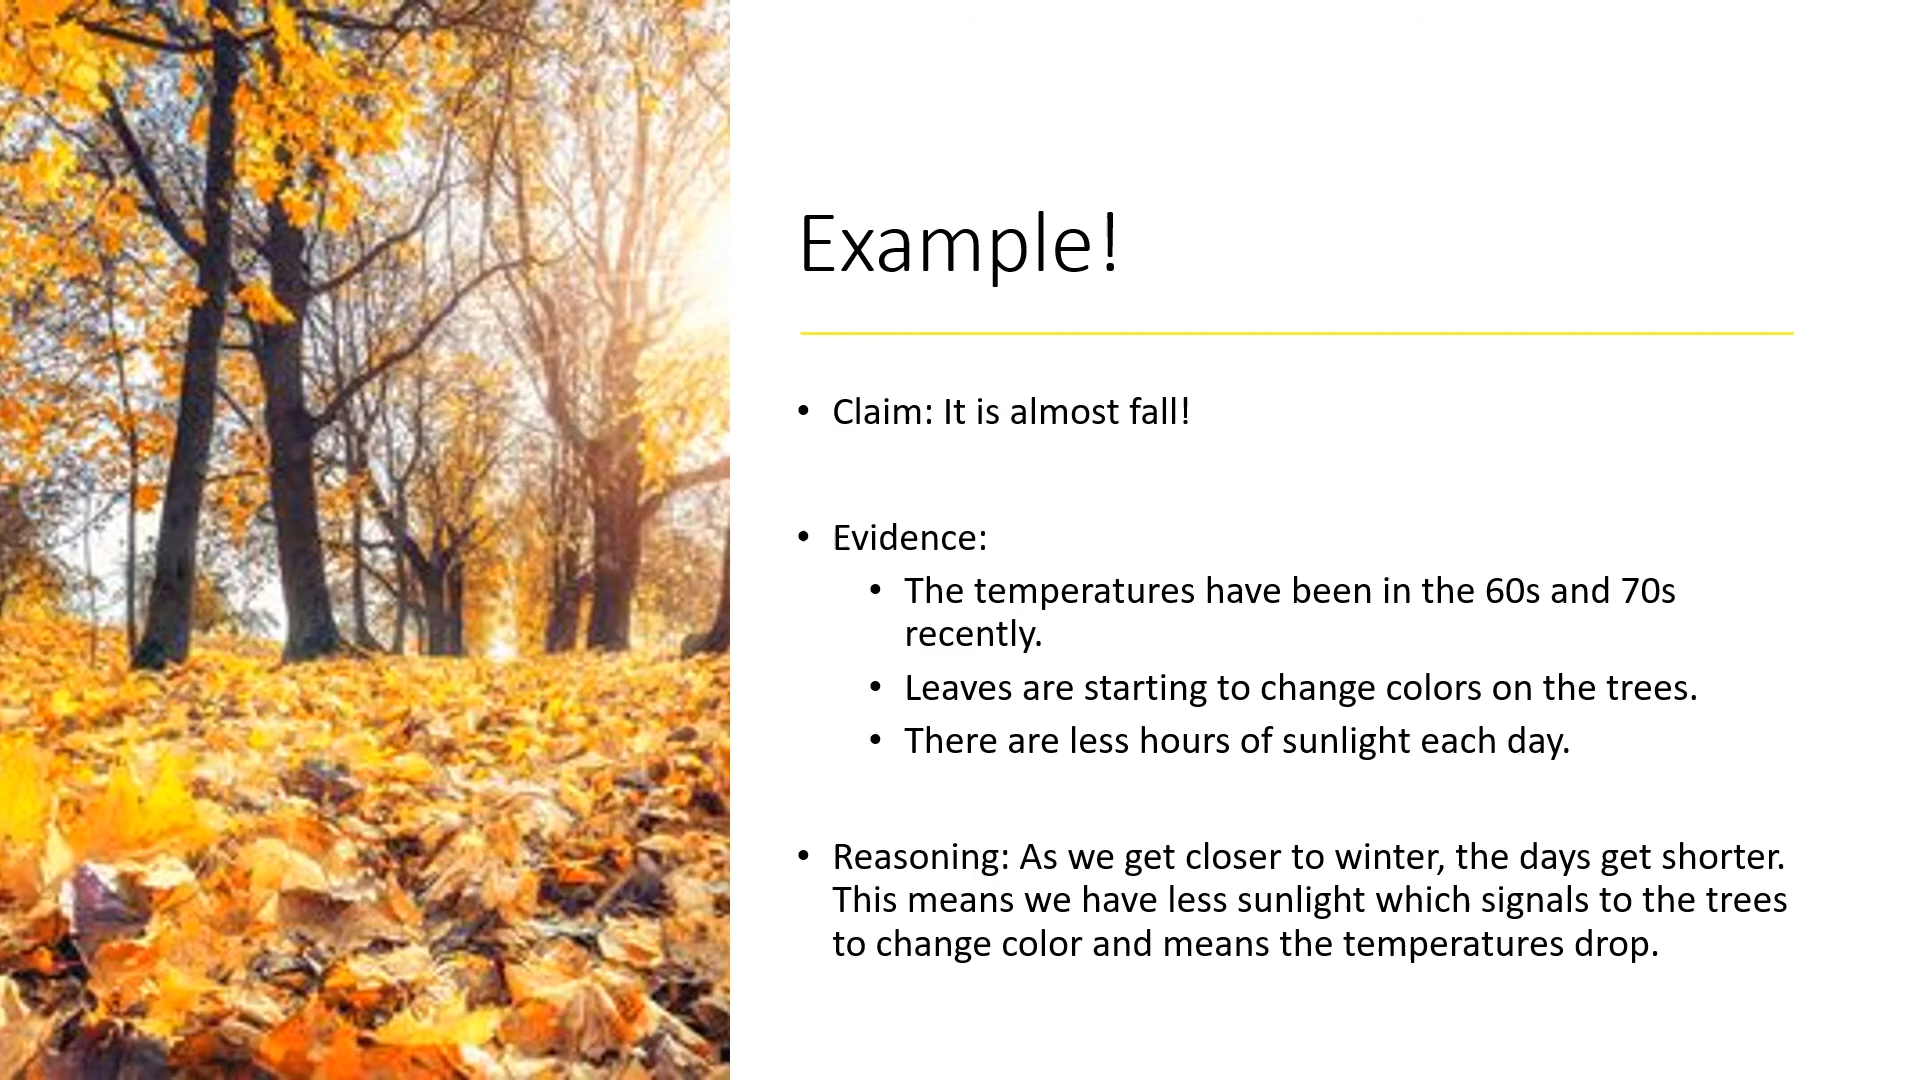 Example!
• Claim: It is almost fall!
• Evidence:
• The temperatures have been in the 60s and 70s
recently.
• Leaves are starting to change colors on the trees.
• There are less hours of sunlight each day.
• Reasoning: As we get closer to winter, the days get shorter.
This means we have less sunlight which signals to the trees
to change color and means the temperatures drop.